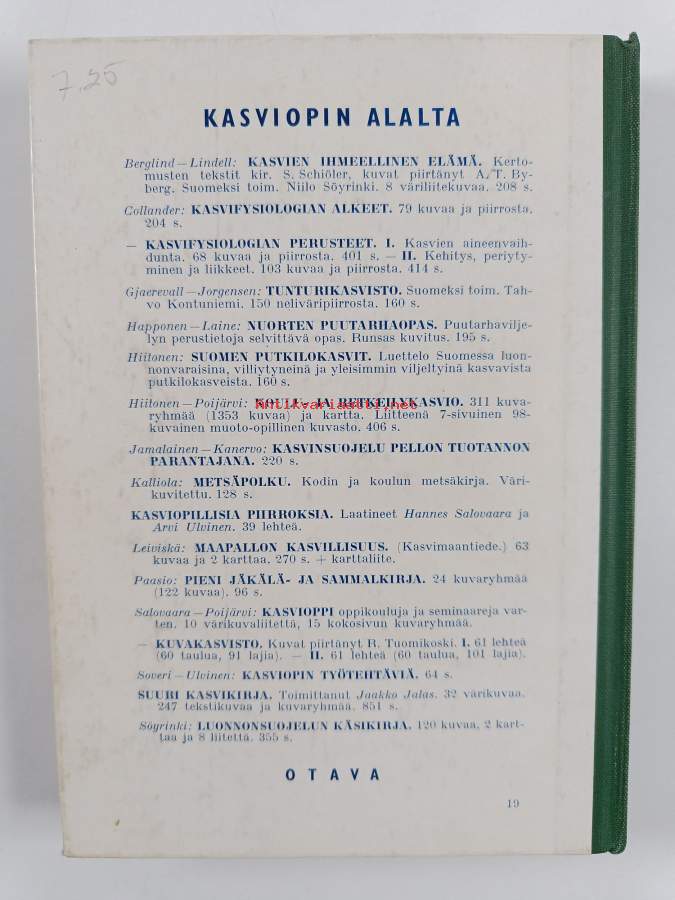 7,25
KASVIOPIN ALALTA
Berglind—Lindell: KASVIEN IHMEELLINEN ELÄMÄ. Kerto-
musten tekstit kir. S. Schiöler, kuvat piirtänyt A. T. By-
berg. Suomeksi toim. Niilo Söyrinki. 8 väriliitekuvaa. 208 s.
Collander: KASVIFYSIOLOGIAN ALKEET. 79 kuvaa ja piirrosta.
204 s.
— KASVIFYSIOLOGIAN PERUSTEET. I. Kasvien aineenvaih-
dunta. 68 kuvaa ja piirrosta. 401 s. — II. Kehitys, periyty-
minen ja liikkeet. 103 kuvaa ja piirrosta. 414 s.
Gjaerevall—Jorgensen: TUNTURIKASVISTO. Suomeksi toim. Tah-
vo Kontuniemi. 150 neliväripiirrosta. 160 s.
Happonen—Laine: NUORTEN PUUTARHAOPAS. Puutarhavilje-
lyn perustietoja selvittävä opas. Runsas kuvitus. 195 s.
Hiitonen: SUOMEN PUTKILOKASVIT. Luettelo Suomessa luon-
nonvaraisina, villiytyneinä ja yleisimmin viljeltyinä kasvavista
putkilokasveista. 160 s.
Hiitonen—Poijärvi: KOULU- JA RETKEILYKASVIO. 311 kuva-
antikvariaatti.net
ryhmää (1353 kuvaa) ja kartta. Liitteenä 7-sivuinen 98-
kuvainen muoto-opillinen kuvasto. 406 s.
Jamalainen—Kanervo: KASVINSUOJELU PELLON TUOTANNON
PARANTAJANA. 220 s.
Kalliola: METSÄPOLKU. Kodin ja koulun metsäkirja. Väri-
kuvitettu. 128 s.
KASVIOPILLISIA PIIRROKSIA. Laatineet Hannes Salovaara ja
Arvi Ulvinen. 39 lehteä.
Leiviskä: MAAPALLON KASVILLISUUS. (Kasvimaantiede.) 63
kuvaa ja 2 karttaa. 270 s. + karttaliite.
Paasio: PIENI JÄKÄLÄ- JA SAMMALKIRJA. 24 kuvaryhmää
(122 kuvaa). 96 s.
Salovaara—Poijärvi: KASVIOPPI oppikouluja ja seminaareja var-
ten. 10 värikuvaliitettä, 15 kokosivun kuvaryhmää.
— KUVAKASVISTO. Kuvat piirtänyt R. Tuomikoski. I. 61 lehteä
(60 taulua, 91 lajia). — II. 61 lehteä (60 taulua, 101 lajia).
Soveri—Ulvinen: KASVIOPIN TYÖTEHTÄVIÄ. 64 s.
SUURI KASVIKIRJA. Toimittanut Jaakko Jalas. 32 värikuvaa.
247 tekstikuvaa ja kuvaryhmää. 851 s.
Söyrinki: LUONNONSUOJELUN KÄSIKIRJA. 120 kuvaa, 2 kart-
taa ja 8 liitettä. 355 s.
OTAVA
19